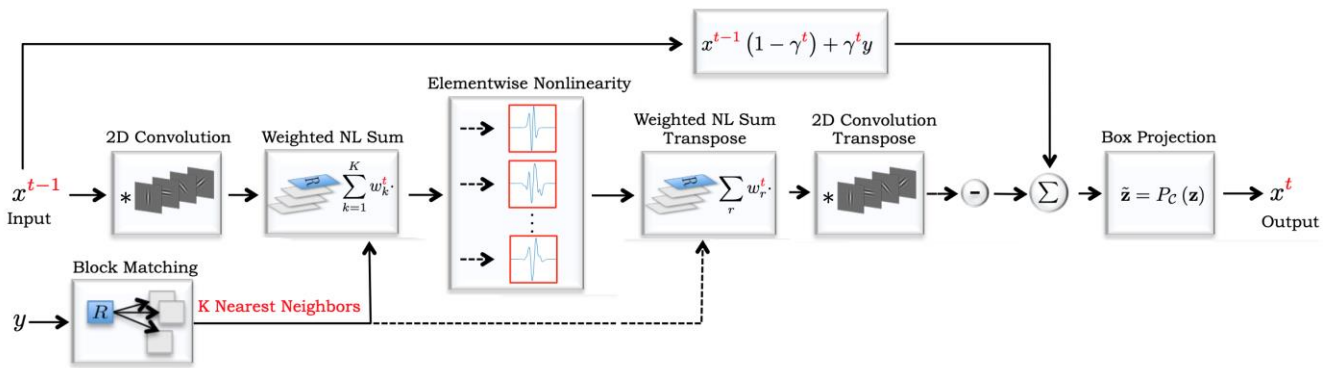 x^{t-1} (1 - γ^t) + γ^t y
Elementwise Nonlinearity
2D Convolution
Weighted NL Sum
Weighted NL Sum
Transpose
2D Convolution
Transpose
Box Projection
x^{t-1}
Input
*
R
∑_{k=1}^{K} w_k^t ·
⋮
R
∑_r w_r^t ·
*
-
∑
z̃ = P_C (z)
x^t
Output
Block Matching
y
R
K Nearest Neighbors